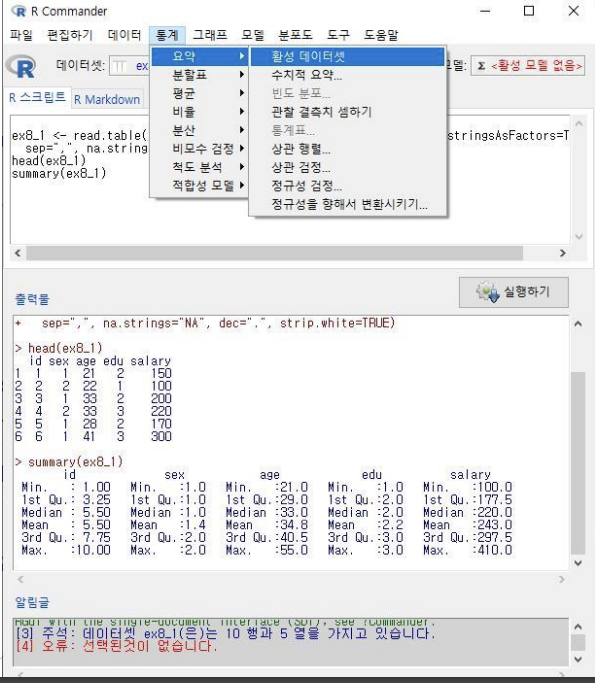 R Commander
파일 편집하기 데이터 통계 그래프 모델 분포도 도구 도움말
데이터셋: ex 모델: Σ <활성 모델 없음>
요약
분할표
평균
비율
분산
비모수 검정
척도 분석
적합성 모델
활성 데이터셋
수치적 요약...
빈도 분포...
관찰 결측치 셈하기
통계표...
상관 행렬...
상관 검정...
정규성 검정...
정규성을 향해서 변환시키기...
R 스크립트 R Markdown
ex8_1 <- read.table( stringsAsFactors=T
sep=",", na.string
head(ex8_1)
summary(ex8_1)
실행하기
출력물
+ sep=",", na.strings="NA", dec=".", strip.white=TRUE)
> head(ex8_1)
id sex age edu salary
1 1 1 21 2 150
2 2 2 22 1 100
3 3 1 33 2 200
4 4 2 33 3 220
5 5 1 28 2 170
6 6 1 41 3 300
> summary(ex8_1)
id sex age edu salary
Min. : 1.00 Min. :1.0 Min. :21.0 Min. :1.0 Min. :100.0
1st Qu.: 3.25 1st Qu.:1.0 1st Qu.:29.0 1st Qu.:2.0 1st Qu.:177.5
Median : 5.50 Median :1.0 Median :33.0 Median :2.0 Median :220.0
Mean : 5.50 Mean :1.4 Mean :34.8 Mean :2.2 Mean :243.0
3rd Qu.: 7.75 3rd Qu.:2.0 3rd Qu.:40.5 3rd Qu.:3.0 3rd Qu.:297.5
Max. :10.00 Max. :2.0 Max. :55.0 Max. :3.0 Max. :410.0
알림글
RGui with the single-document interface (SDI), see ?Commander.
[3] 주석: 데이터셋 ex8_1(은)는 10 행과 5 열을 가지고 있습니다.
[4] 오류: 선택된것이 없습니다.